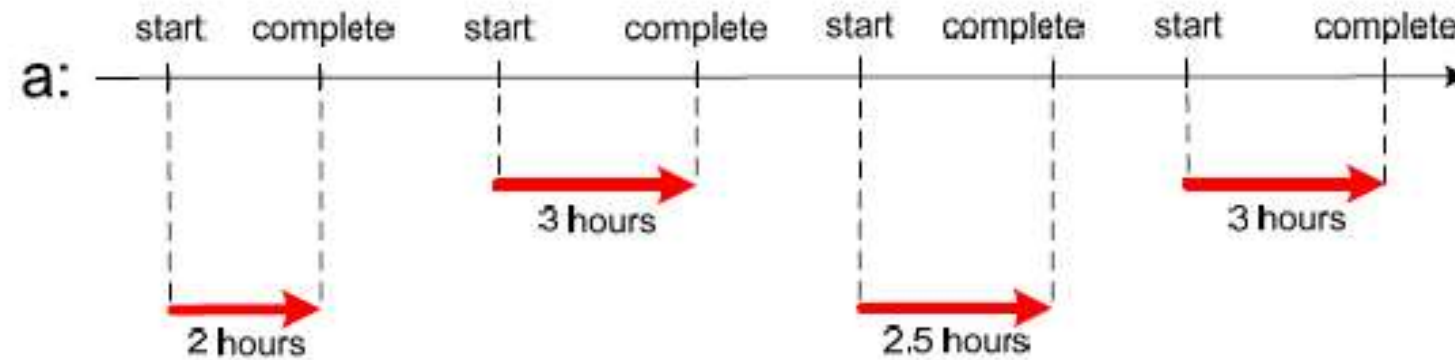 start complete start complete start complete start complete
a:
3 hours 3 hours
2 hours 2.5 hours